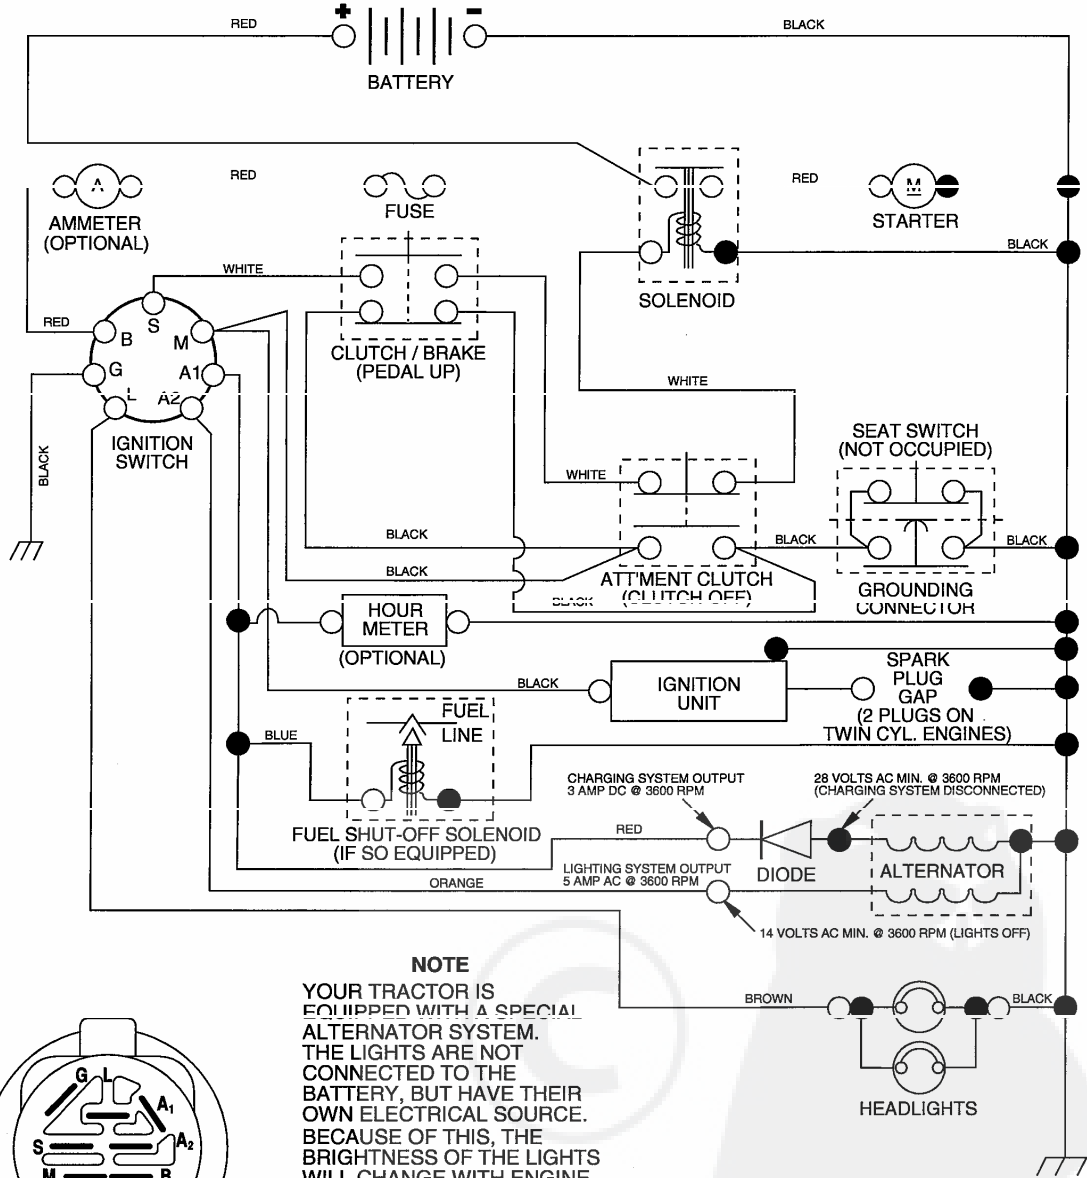 + -
RED
BLACK
BATTERY
A
RED
RED
M
AMMETER
(OPTIONAL)
FUSE
STARTER
WHITE
BLACK
SOLENOID
RED
S
B
M
G
A1
L
A2
IGNITION
SWITCH
BLACK
CLUTCH / BRAKE
(PEDAL UP)
WHITE
SEAT SWITCH
(NOT OCCUPIED)
WHITE
BLACK
BLACK
BLACK
BLACK
ATT'MENT CLUTCH
(CLUTCH OFF)
BLACK
GROUNDING
CONNECTOR
HOUR
METER
(OPTIONAL)
BLACK
IGNITION
UNIT
SPARK
PLUG
GAP
(2 PLUGS ON
TWIN CYL. ENGINES)
BLUE
FUEL
LINE
FUEL SHUT-OFF SOLENOID
(IF SO EQUIPPED)
CHARGING SYSTEM OUTPUT
3 AMP DC @ 3600 RPM
28 VOLTS AC MIN. @ 3600 RPM
(CHARGING SYSTEM DISCONNECTED)
RED
DIODE
ALTERNATOR
LIGHTING SYSTEM OUTPUT
5 AMP AC @ 3600 RPM
ORANGE
14 VOLTS AC MIN. @ 3600 RPM (LIGHTS OFF)
BROWN
BLACK
HEADLIGHTS
NOTE
YOUR TRACTOR IS
EQUIPPED WITH A SPECIAL
ALTERNATOR SYSTEM.
THE LIGHTS ARE NOT
CONNECTED TO THE
BATTERY, BUT HAVE THEIR
OWN ELECTRICAL SOURCE.
BECAUSE OF THIS, THE
BRIGHTNESS OF THE LIGHTS
WILL CHANGE WITH ENGINE
G L
A1
A2
S
M B
©